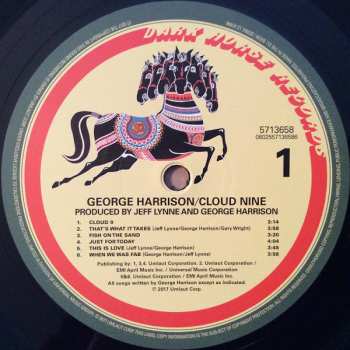 DARK HORSE RECORDS
5713658
0602557136586
1
GEORGE HARRISON/CLOUD NINE
PRODUCED BY JEFF LYNNE AND GEORGE HARRISON
1. CLOUD 9 3:14
2. THAT'S WHAT IT TAKES (Jeff Lynne/George Harrison/Gary Wright) 3:58
3. FISH ON THE SAND 3:20
4. JUST FOR TODAY 4:04
5. THIS IS LOVE (Jeff Lynne/George Harrison) 3:45
6. WHEN WE WAS FAB (George Harrison/Jeff Lynne) 3:58
Publishing by: 1, 3,4. Umlaut Corporation. 2.
EMI April Music Inc. / Universal Music Corporation
5&6. Umlaut Corporation / EMI April Music Inc.
All songs written by George Harrison except as indicated.
℗ 2017 Umlaut Corp.